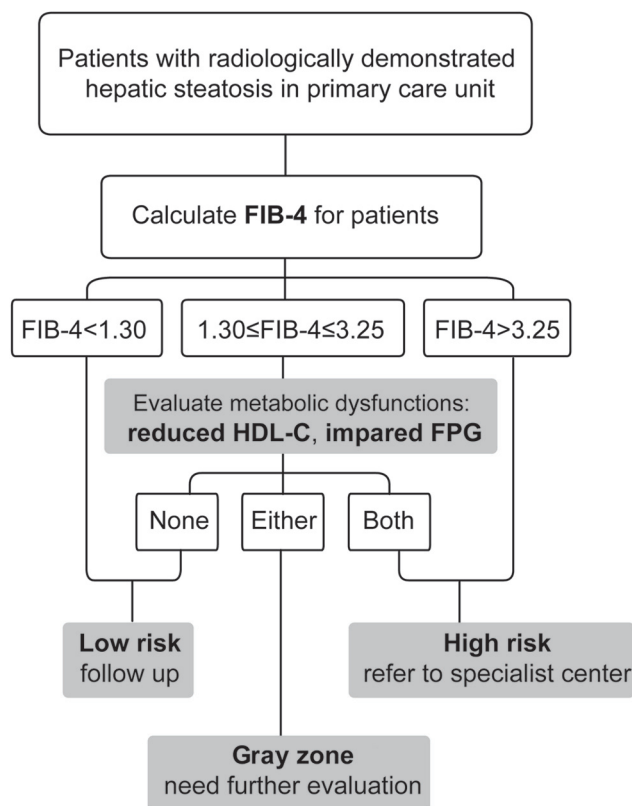 Patients with radiologically demonstrated
hepatic steatosis in primary care unit
Calculate FIB-4 for patients
FIB-4<1.30
1.30≤FIB-4≤3.25
FIB-4>3.25
Evaluate metabolic dysfunctions:
reduced HDL-C, impared FPG
None
Either
Both
Low risk
follow up
High risk
refer to specialist center
Gray zone
need further evaluation